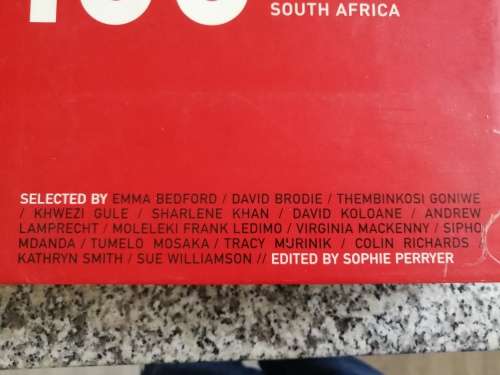 100
SOUTH AFRICA
SELECTED BY EMMA BEDFORD / DAVID BRODIE / THEMBINKOSI GONIWE
/ KHWEZI GULE / SHARLENE KHAN / DAVID KOLOANE / ANDREW
LAMPRECHT / MOLELEKI FRANK LEDIMO / VIRGINIA MACKENNY / SIPHO
MDANDA / TUMELO MOSAKA / TRACY MURINIK / COLIN RICHARDS /
KATHRYN SMITH / SUE WILLIAMSON // EDITED BY SOPHIE PERRYER